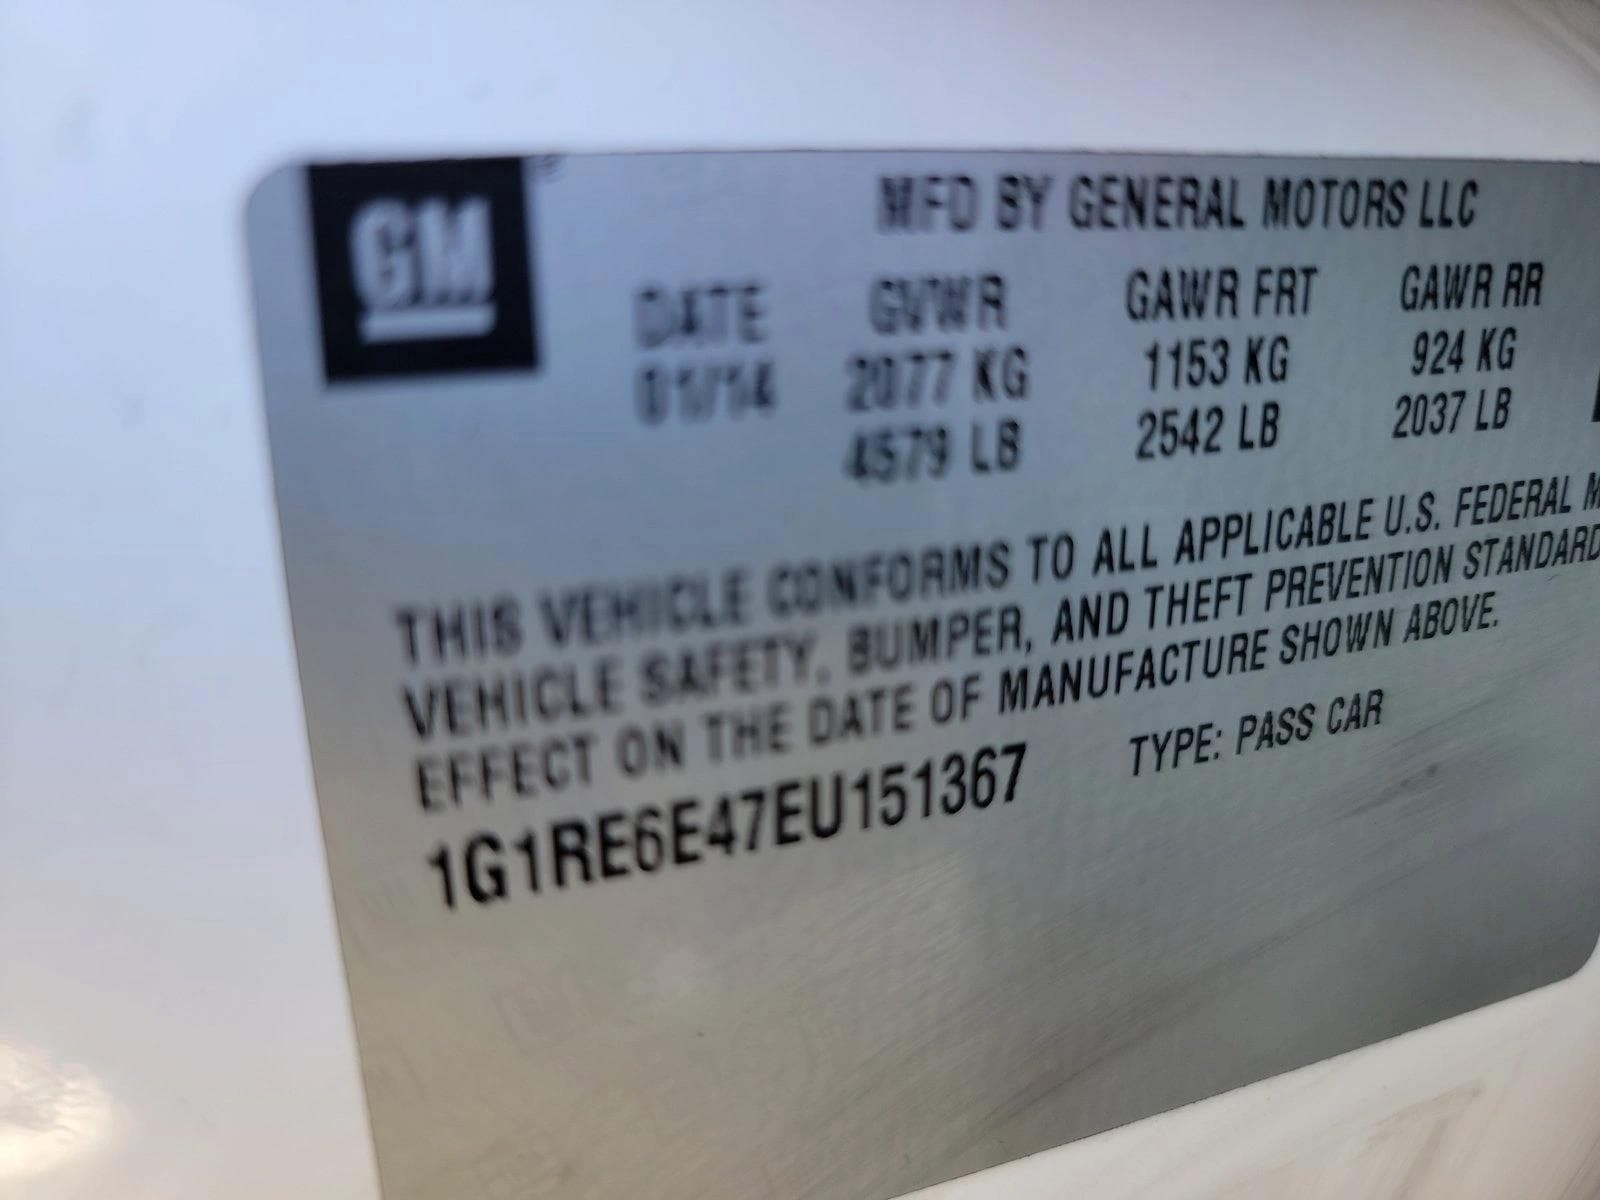 GM
MFD BY GENERAL MOTORS LLC
DATE GVWR GAWR FRT GAWR RR
01/14 2077 KG 1153 KG 924 KG
4579 LB 2542 LB 2037 LB
THIS VEHICLE CONFORMS TO ALL APPLICABLE U.S. FEDERAL M
VEHICLE SAFETY, BUMPER, AND THEFT PREVENTION STANDARD
EFFECT ON THE DATE OF MANUFACTURE SHOWN ABOVE.
1G1RE6E47EU151367 TYPE: PASS CAR